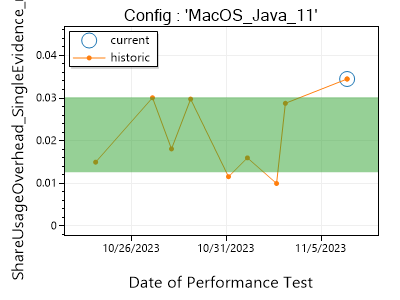 Config : 'MacOS_Java_11'
current
historic
0.04
0.03
0.02
0.01
0
10/26/2023
10/31/2023
11/5/2023
Date of Performance Test
ShareUsageOverhead_SingleEvidence_